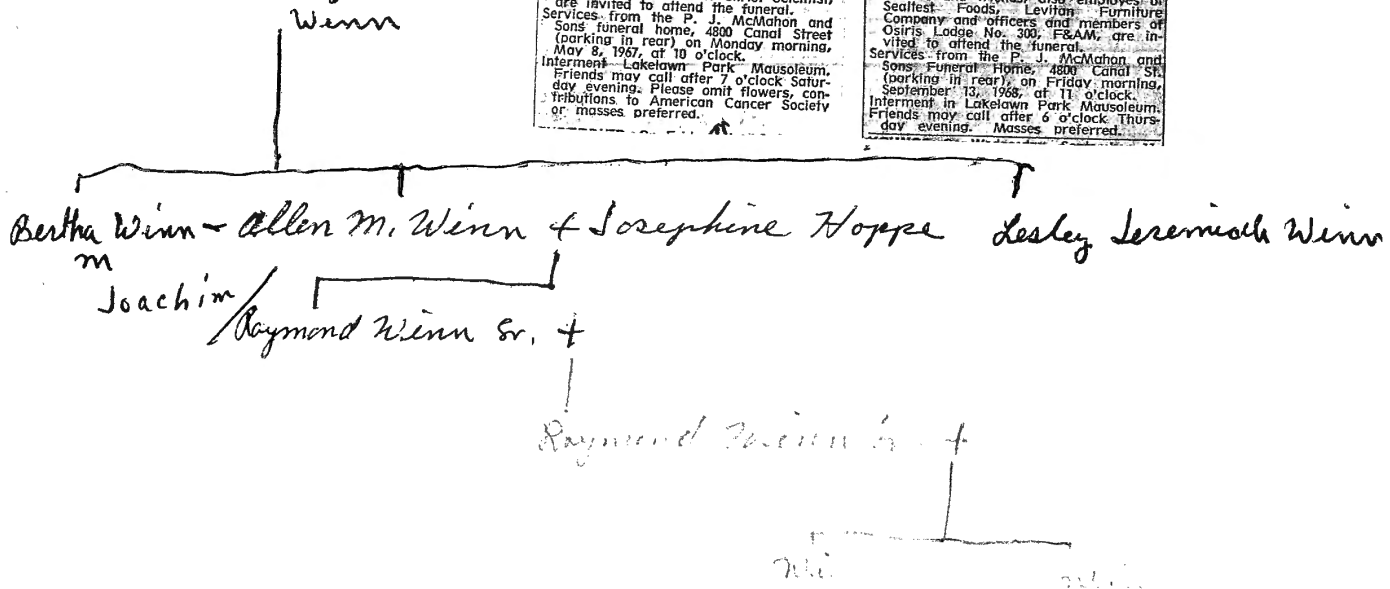 Winn
are invited to attend the funeral.
Services from the P. J. McMahon and
Sons funeral home, 4800 Canal Street
(parking in rear) on Monday morning,
May 8, 1967, at 10 o'clock.
Interment Lakelawn Park Mausoleum.
Friends may call after 7 o'clock Satur-
day evening. Please omit flowers, con-
tributions to American Cancer Society
or masses preferred.
Sealtest Foods, Levitan Furniture
Company and officers and members of
Osiris Lodge No. 300, F&AM, are in-
vited to attend the funeral.
Services from the P. J. McMahon and
Sons Funeral Home, 4800 Canal St.
(parking in rear), on Friday morning,
September 13, 1968, at 11 o'clock.
Interment in Lakelawn Park Mausoleum.
Friends may call after 6 o'clock Thurs-
day evening. Masses preferred.
Bertha Winn - Allen M. Winn + Josephine Hoppe Lesley Jeremiah Winn
m
Joachim / Raymond Winn Sr. +
Raymond Winn +